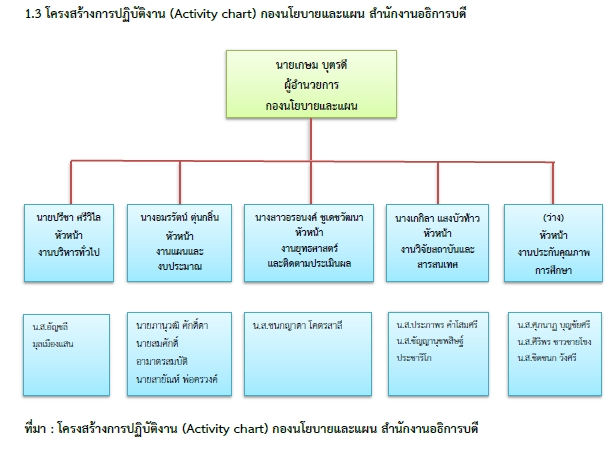 1.3 โครงสร้างการปฏิบัติงาน (Activity chart) กองนโยบายและแผน สำนักงานอธิการบดี
นายเกษม บุตรดี
ผู้อำนวยการ
กองนโยบายและแผน
นายปรีชา ศรีวิไล
หัวหน้า
งานบริหารทั่วไป
นางอมรรัตน์ ตุ่นกลิ่น
หัวหน้า
งานแผนและ
งบประมาณ
นางสาวอรอนงค์ ชูเดชวัฒนา
หัวหน้า
งานยุทธศาสตร์
และติดตามประเมินผล
นางเกกิลา แสงบัวท้าว
หัวหน้า
งานวิจัยสถาบันและ
สารสนเทศ
(ว่าง)
หัวหน้า
งานประกันคุณภาพ
การศึกษา
น.ส.อัญชลี
มุลเมืองแสน
นายภานุวฒิ ศักดิ์ดา
นายสมศักดิ์
อามาตรสมบัติ
นายสายัณห์ พ่อควงค์
น.ส.ชนกญาดา โคตรสาลี
น.ส.ประภาพร คำโสมศรี
น.ส.ชัญญานุชพสิษฐ์
ประชารีโก
น.ส.ศุภนาฏ บุญชัยศรี
น.ส.ศิริพร ชาวชายโขง
น.ส.ชิดชนก วังศรี
ที่มา : โครงสร้างการปฏิบัติงาน (Activity chart) กองนโยบายและแผน สำนักงานอธิการบดี